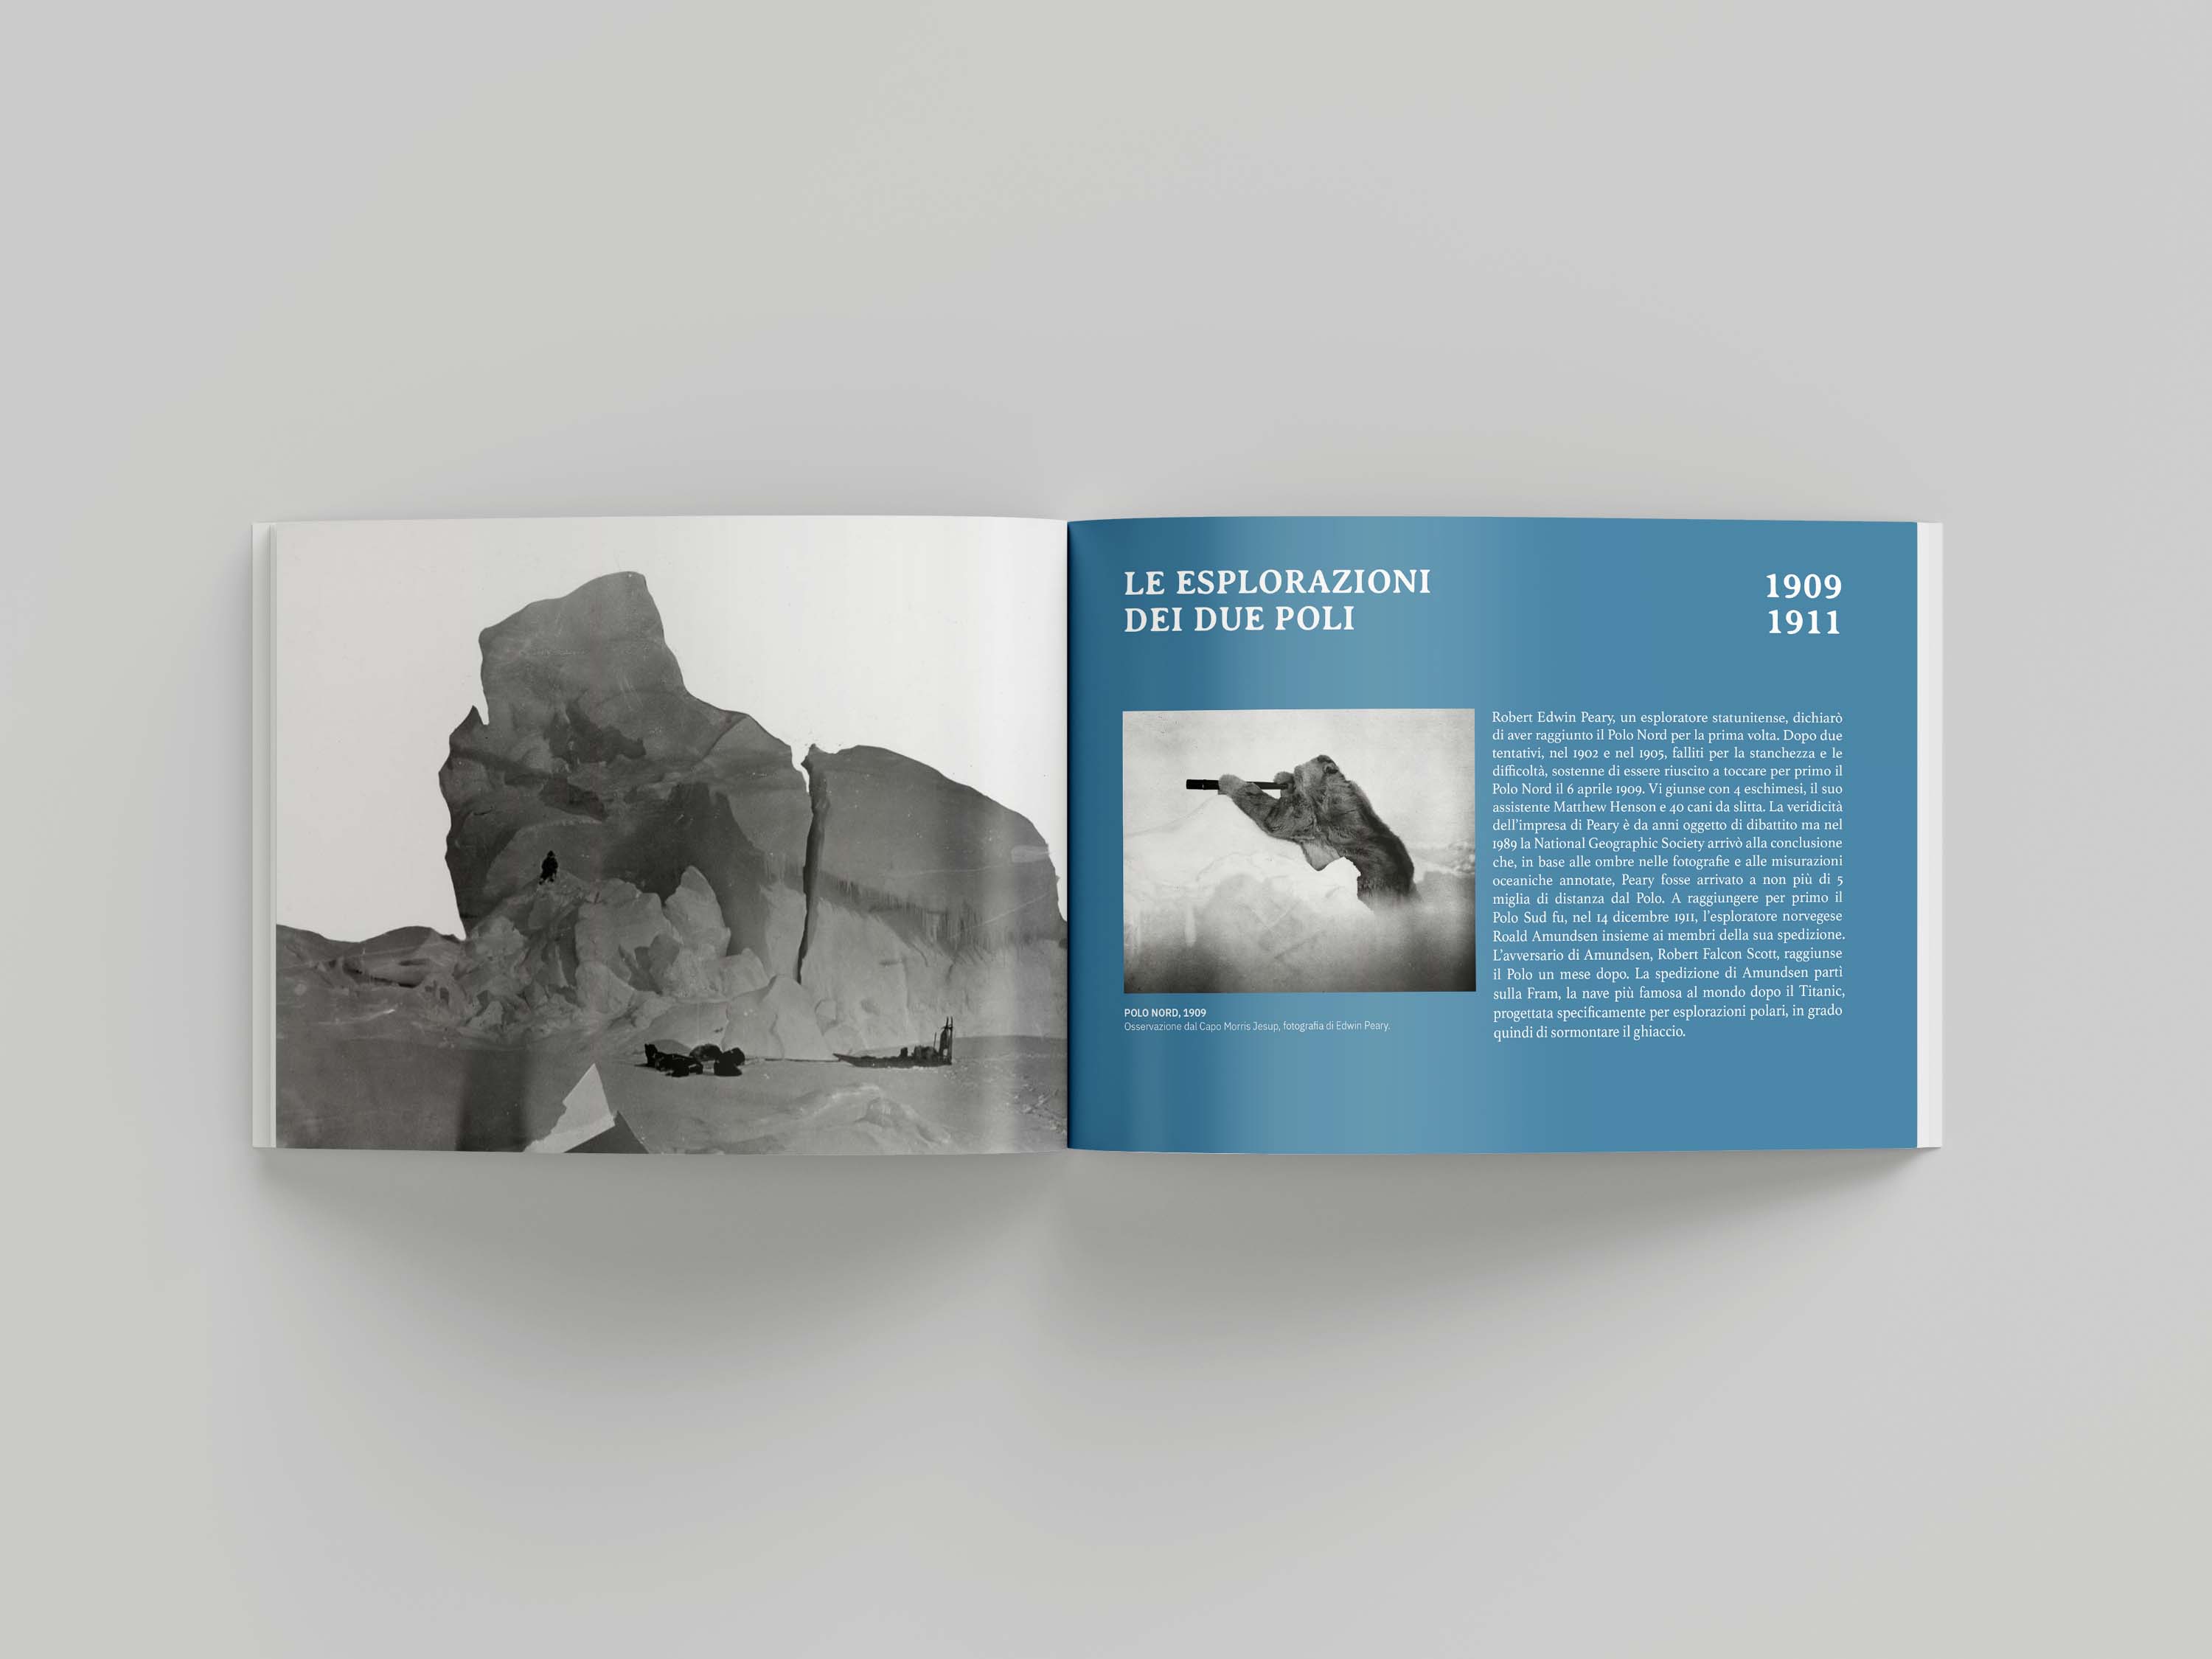 LE ESPLORAZIONI
DEI DUE POLI
1909
1911
Robert Edwin Peary, un esploratore statunitense, dichiarò
di aver raggiunto il Polo Nord per la prima volta. Dopo due
tentativi, nel 1902 e nel 1905, falliti per la stanchezza e le
difficoltà, sostenne di essere riuscito a toccare per primo il
Polo Nord il 6 aprile 1909. Vi giunse con 4 eschimesi, il suo
assistente Matthew Henson e 40 cani da slitta. La veridicità
dell'impresa di Peary è da anni oggetto di dibattito ma nel
1989 la National Geographic Society arrivò alla conclusione
che, in base alle ombre nelle fotografie e alle misurazioni
oceaniche annotate, Peary fosse arrivato a non più di 5
miglia di distanza dal Polo. A raggiungere per primo il
Polo Sud fu, nel 14 dicembre 1911, l'esploratore norvegese
Roald Amundsen insieme ai membri della sua spedizione.
L'avversario di Amundsen, Robert Falcon Scott, raggiunse
il Polo un mese dopo. La spedizione di Amundsen partì
sulla Fram, la nave più famosa al mondo dopo il Titanic,
progettata specificamente per esplorazioni polari, in grado
quindi di sormontare il ghiaccio.
POLO NORD, 1909
Osservazione dal Capo Morris Jesup, fotografia di Edwin Peary.